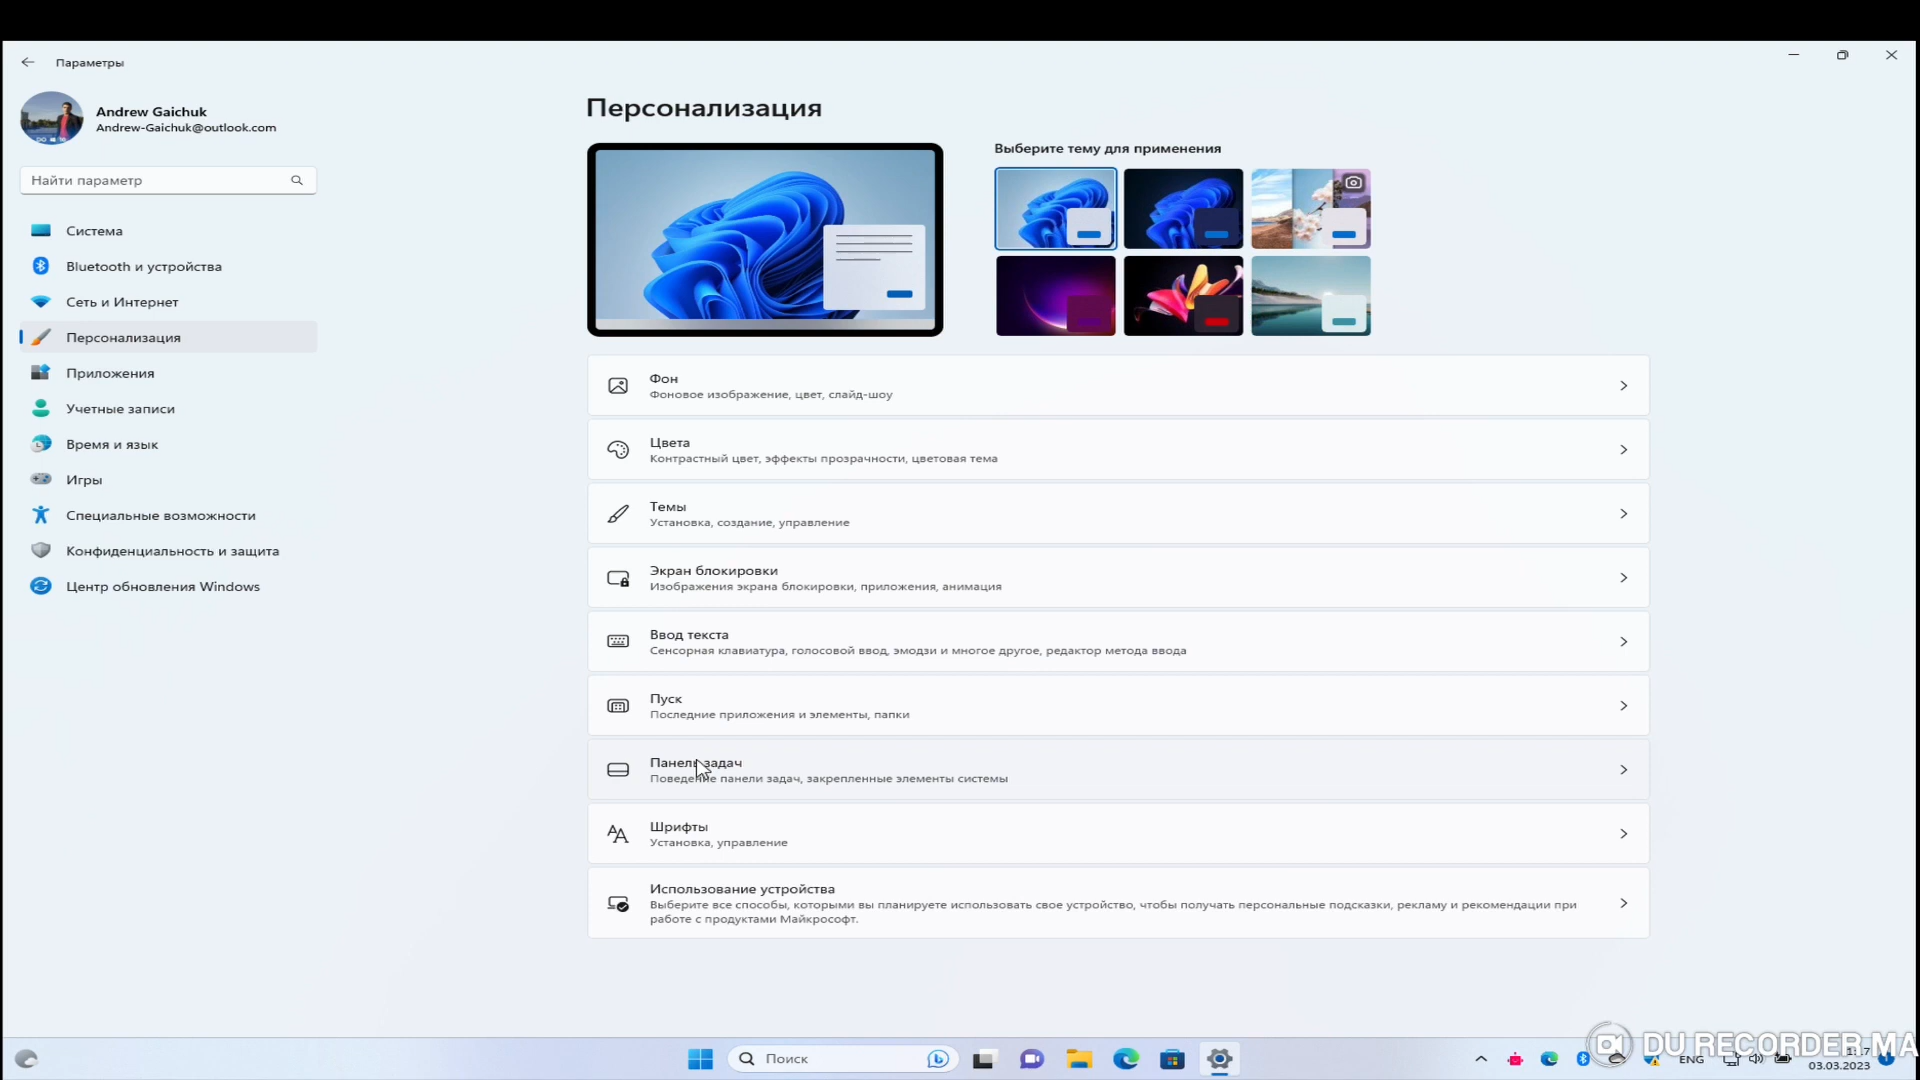 Параметры
Andrew Gaichuk
Andrew-Gaichuk@outlook.com
Найти параметр
Система
Bluetooth и устройства
Сеть и Интернет
Персонализация
Приложения
Учетные записи
Время и язык
Игры
Специальные возможности
Конфиденциальность и защита
Центр обновления Windows
Персонализация
Выберите тему для применения
Фон
Фоновое изображение, цвет, слайд-шоу
Цвета
Контрастный цвет, эффекты прозрачности, цветовая тема
Темы
Установка, создание, управление
Экран блокировки
Изображения экрана блокировки, приложения, анимация
Ввод текста
Сенсорная клавиатура, голосовой ввод, эмодзи и многое другое, редактор метода ввода
Пуск
Последние приложения и элементы, папки
Панель задач
Поведение панели задач, закрепленные элементы системы
Шрифты
Установка, управление
Использование устройства
Выберите все способы, которыми вы планируете использовать свое устройство, чтобы получать персональные подсказки, рекламу и рекомендации при
работе с продуктами Майкрософт.
Поиск
ENG
03.03.2023
DU RECORDER MA